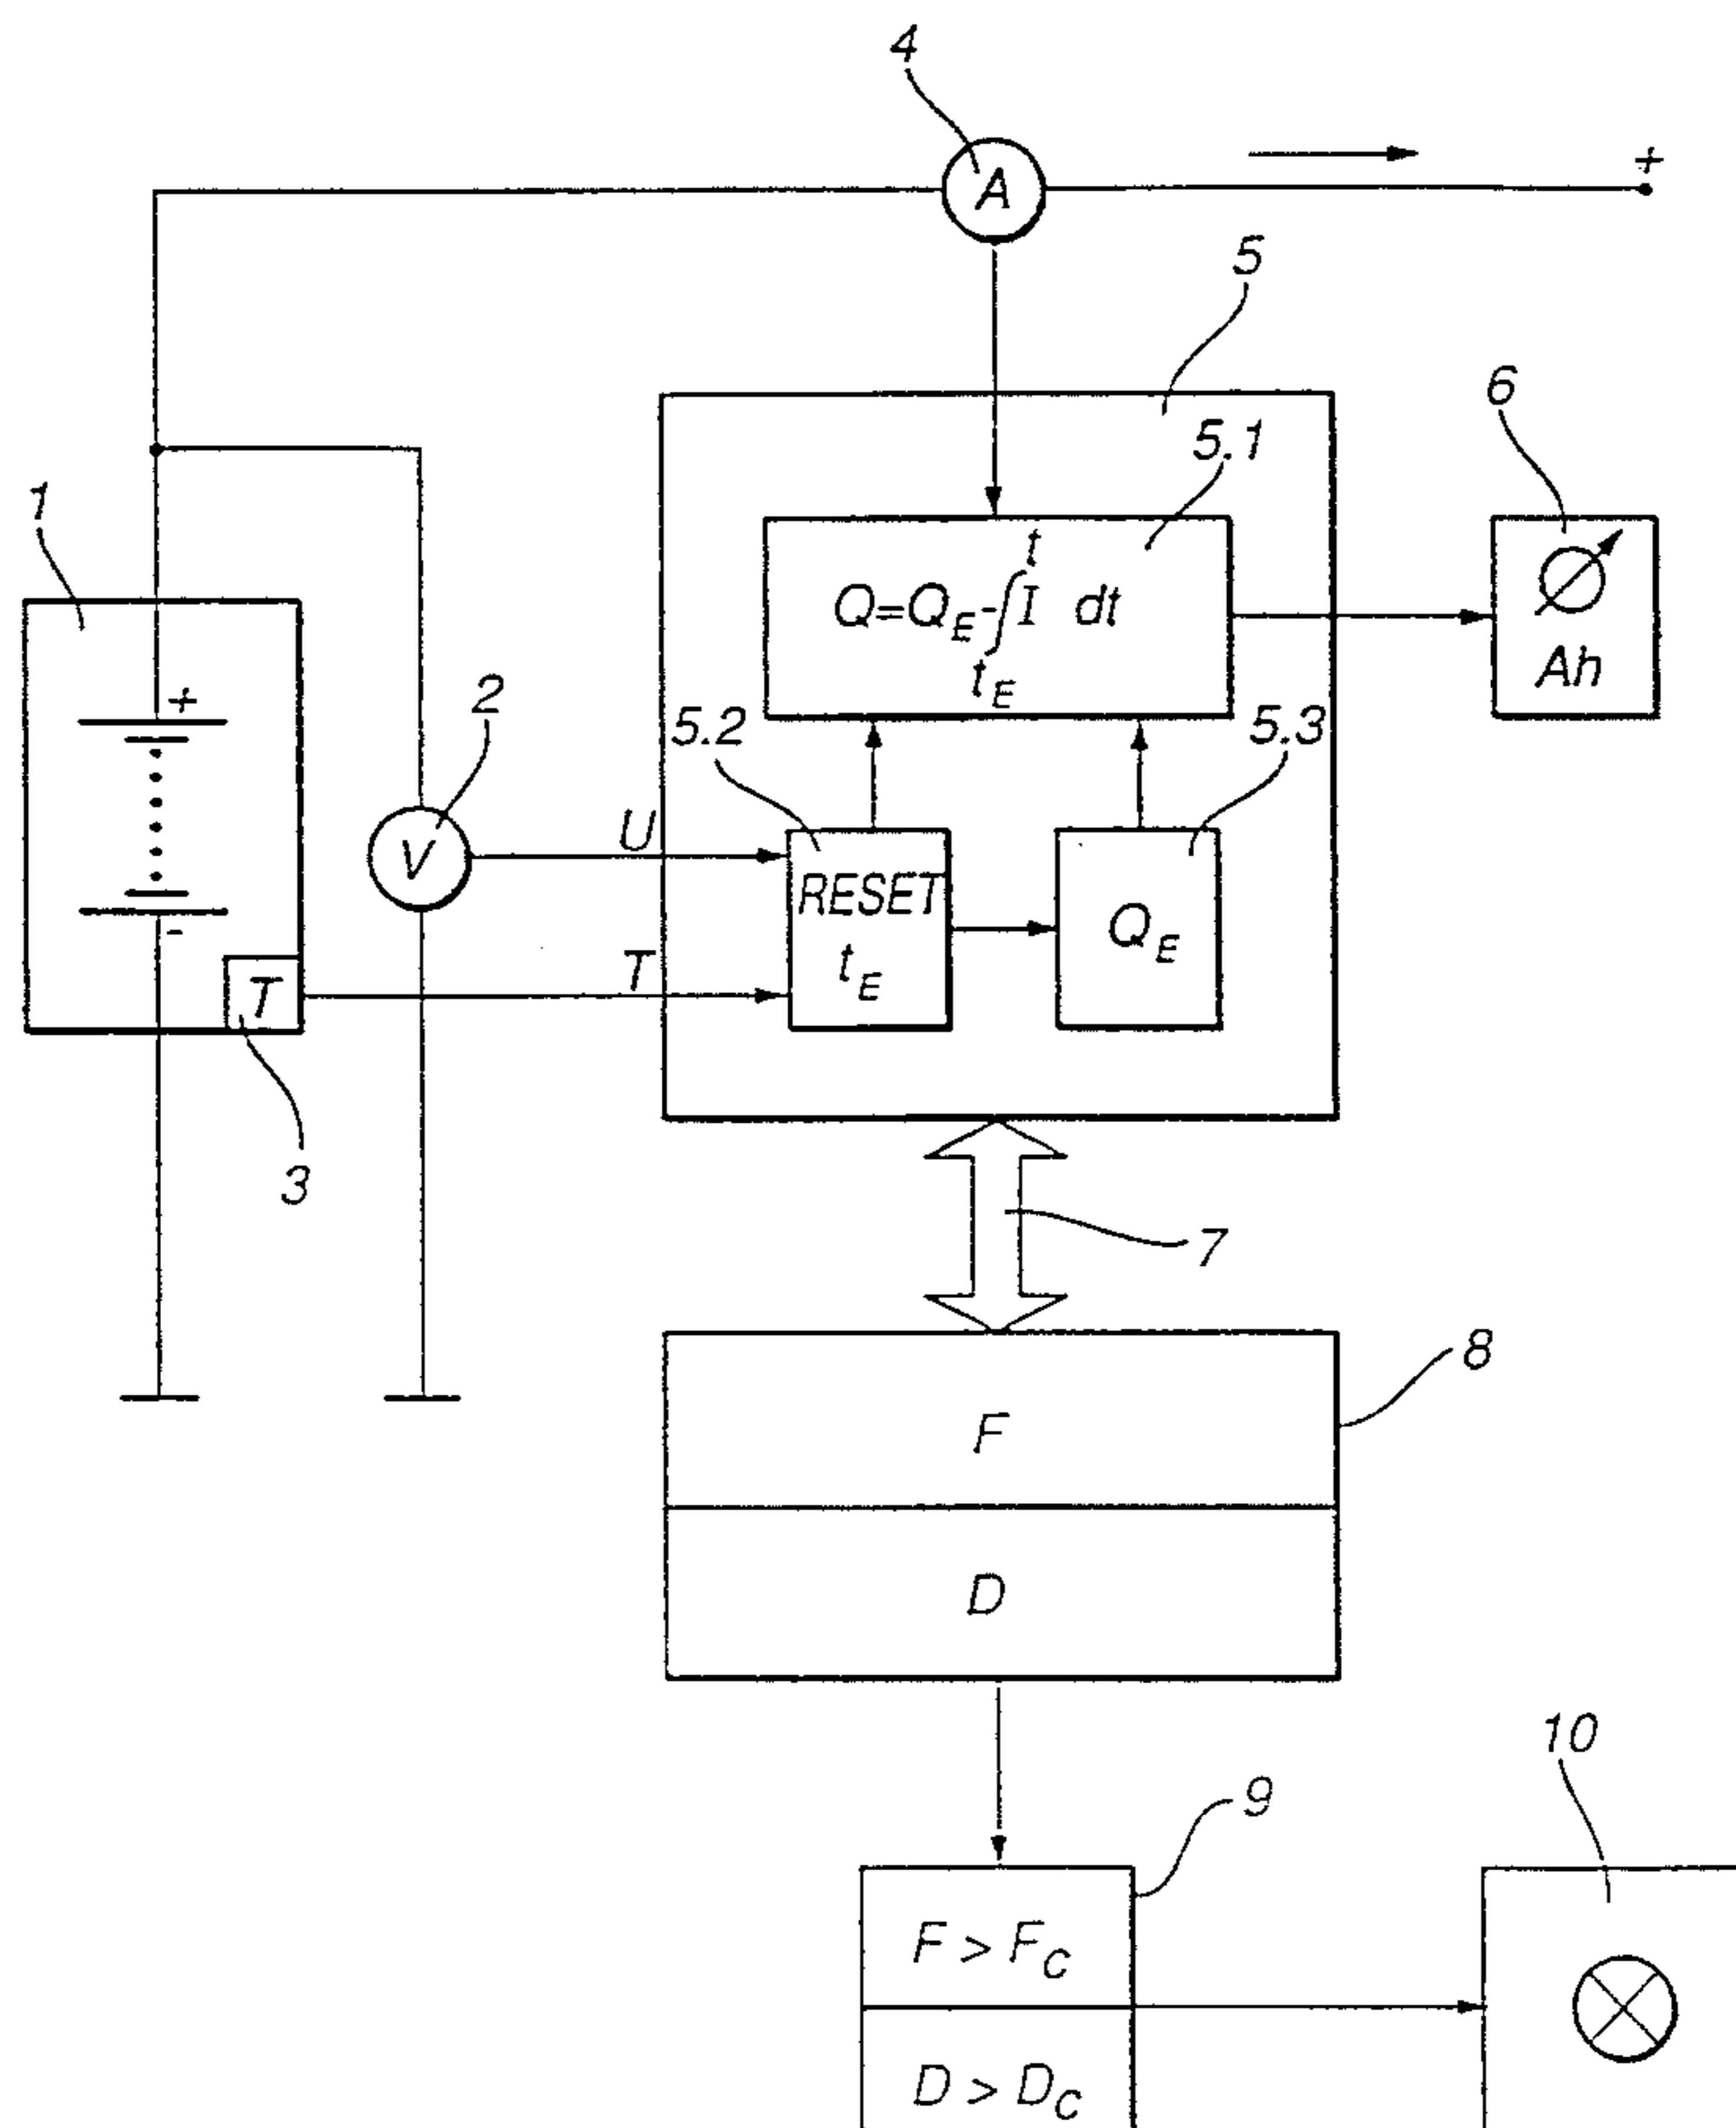 4
A
+
5
6
5.1
1
Q=Q_E-∫I dt
t
t_E
Ah
+
2
5.2
5.3
U
V
RESET
t_E
Q_E
-
T
T
3
7
8
F
D
10
9
F > F_C
D > D_C